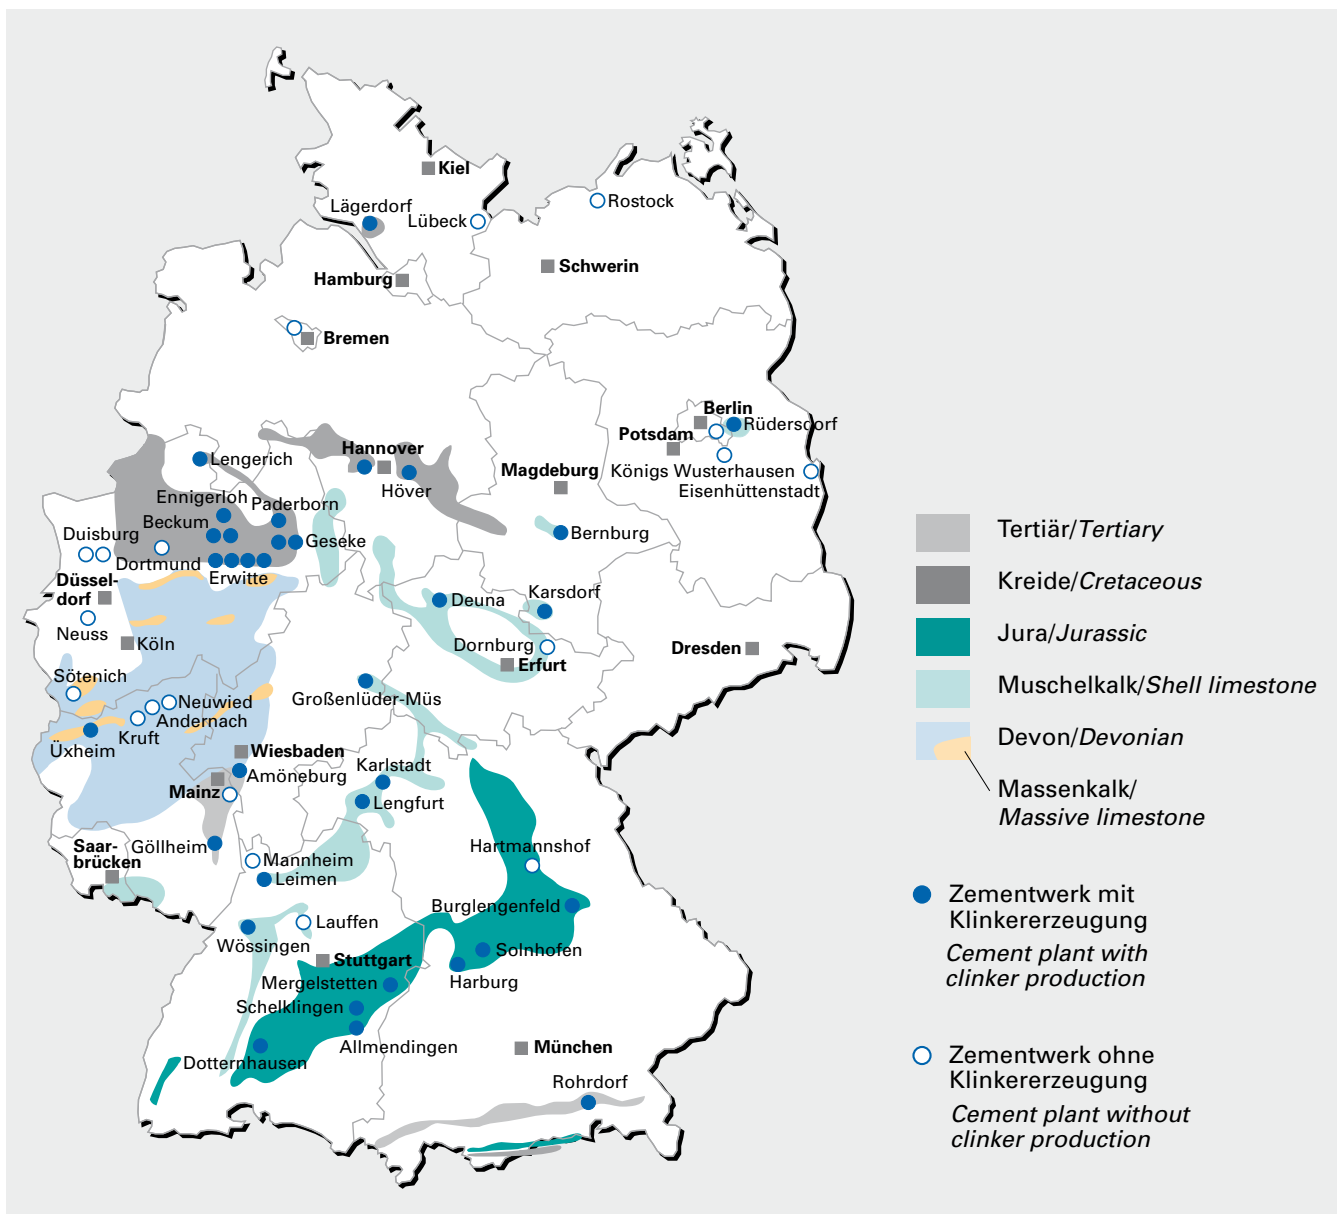 Kiel
Lägerdorf
Lübeck
Rostock
Hamburg
Schwerin
Bremen
Berlin
Rüdersdorf
Potsdam
Hannover
Lengerich
Magdeburg
Königs Wusterhausen
Höver
Eisenhüttenstadt
Ennigerloh
Paderborn
Beckum
Duisburg
Geseke
Bernburg
Dortmund
Erwitte
Düssel-
dorf
Deuna
Karsdorf
Neuss
Köln
Dornburg
Erfurt
Dresden
Sötenich
Großenlüder-Müs
Neuwied
Andernach
Kruft
Üxheim
Wiesbaden
Amöneburg
Karlstadt
Mainz
Lengfurt
Saar-
brücken
Göllheim
Hartmannshof
Mannheim
Leimen
Burglengenfeld
Lauffen
Wössingen
Solnhofen
Stuttgart
Mergelstetten
Harburg
Schelklingen
Allmendingen
München
Dotternhausen
Rohrdorf
Tertiär/Tertiary
Kreide/Cretaceous
Jura/Jurassic
Muschelkalk/Shell limestone
Devon/Devonian
Massenkalk/
Massive limestone
Zementwerk mit
Klinkererzeugung
Cement plant with
clinker production
Zementwerk ohne
Klinkererzeugung
Cement plant without
clinker production